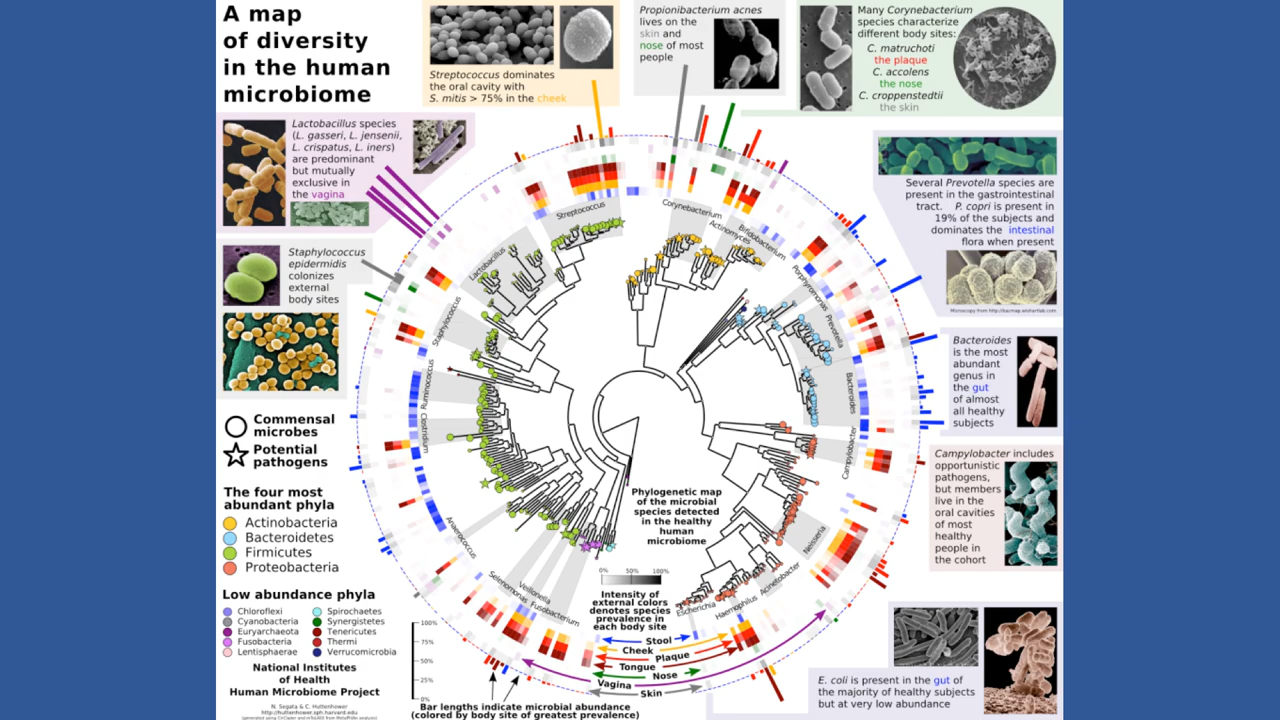 A map
of diversity
in the human
microbiome
Streptococcus dominates
the oral cavity with
S. mitis > 75% in the cheek
Propionibacterium acnes
lives on the
skin and
nose of most
people
Many Corynebacterium
species characterize
different body sites:
C. matruchoti
the plaque
C. accolens
the nose
C. croppenstedtii
the skin
Lactobacillus species
(L. gasseri, L. jensenii,
L. crispatus, L. iners)
are predominant
but mutually
exclusive in
the vagina
Several Prevotella species are
present in the gastrointestinal
tract. P. copri is present in
19% of the subjects and
dominates the intestinal
flora when present
Microscopy from http://bacmap.wishartlab.com
Staphylococcus
epidermidis
colonizes
external
body sites
Bacteroides
is the most
abundant
genus in
the gut
of almost
all healthy
subjects
Campylobacter includes
opportunistic
pathogens,
but members
live in the
oral cavities
of most
healthy
people in
the cohort
E. coli is present in the gut of
the majority of healthy subjects
but at very low abundance
Streptococcus
Corynebacterium
Actinomyces
Bifidobacterium
Porphyromonas
Prevotella
Bacteroides
Campylobacter
Neisseria
Acinetobacter
Haemophilus
Escherichia
Lactobacillus
Staphylococcus
Ruminococcus
Clostridium
Anaerococcus
Selenomonas
Veillonella
Fusobacterium
Phylogenetic map
of the microbial
species detected
in the healthy
human
microbiome
0% 50% 100%
Intensity of
external colors
denotes species
prevalence in
each body site
Stool
Cheek
Plaque
Tongue
Nose
Vagina
Skin
100%
75%
50%
25%
0%
Bar lengths indicate microbial abundance
(colored by body site of greatest prevalence)
Commensal
microbes
Potential
pathogens
The four most
abundant phyla
Actinobacteria
Bacteroidetes
Firmicutes
Proteobacteria
Low abundance phyla
Chloroflexi
Cyanobacteria
Euryarchaeota
Fusobacteria
Lentisphaerae
Spirochaetes
Synergistetes
Tenericutes
Thermi
Verrucomicrobia
National Institutes
of Health
Human Microbiome Project
N. Segata & C. Huttenhower
http://huttenhower.sph.harvard.edu